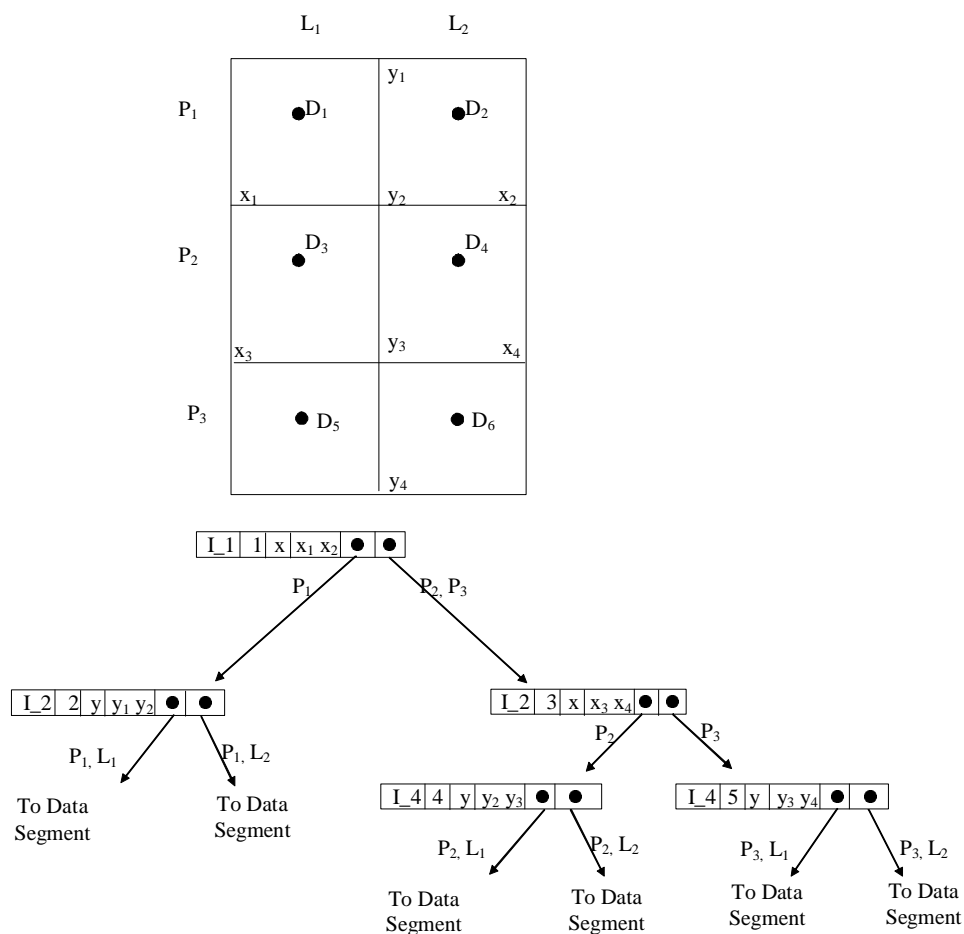 L₁ L₂
y₁
P₁ D₁ D₂
x₁ y₂ x₂
P₂ D₃ D₄
x₃ y₃ x₄
P₃ D₅ D₆
y₄
I_1 1 x x₁ x₂
P₁ P₂, P₃
I_2 2 y y₁ y₂ I_2 3 x x₃ x₄
P₁, L₁ P₁, L₂ P₂ P₃
To Data
Segment
To Data
Segment
I_4 4 y y₂ y₃ I_4 5 y y₃ y₄
P₂, L₁ P₂, L₂ P₃, L₁ P₃, L₂
To Data
Segment
To Data
Segment
To Data
Segment
To Data
Segment